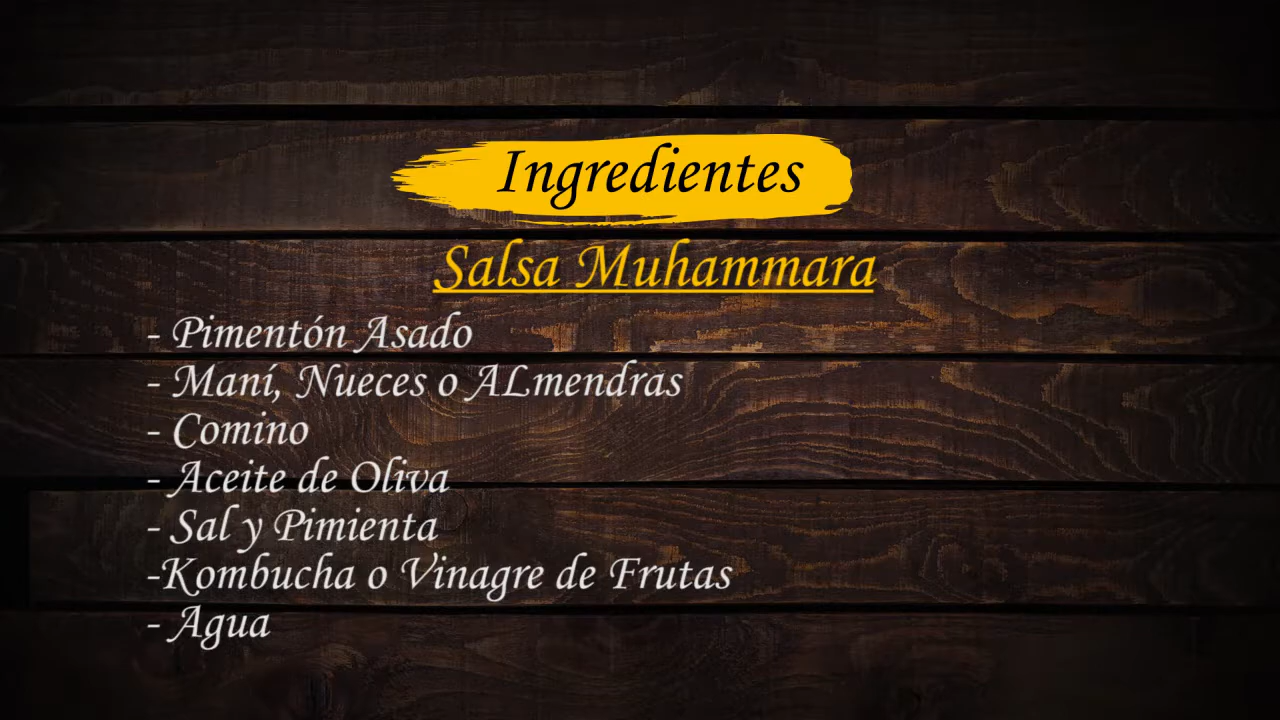 Ingredientes
Salsa Muhammara
- Pimentón Asado
- Maní, Nueces o ALmendras
- Comino
- Aceite de Oliva
- Sal y Pimienta
-Kombucha o Vinagre de Frutas
- Agua